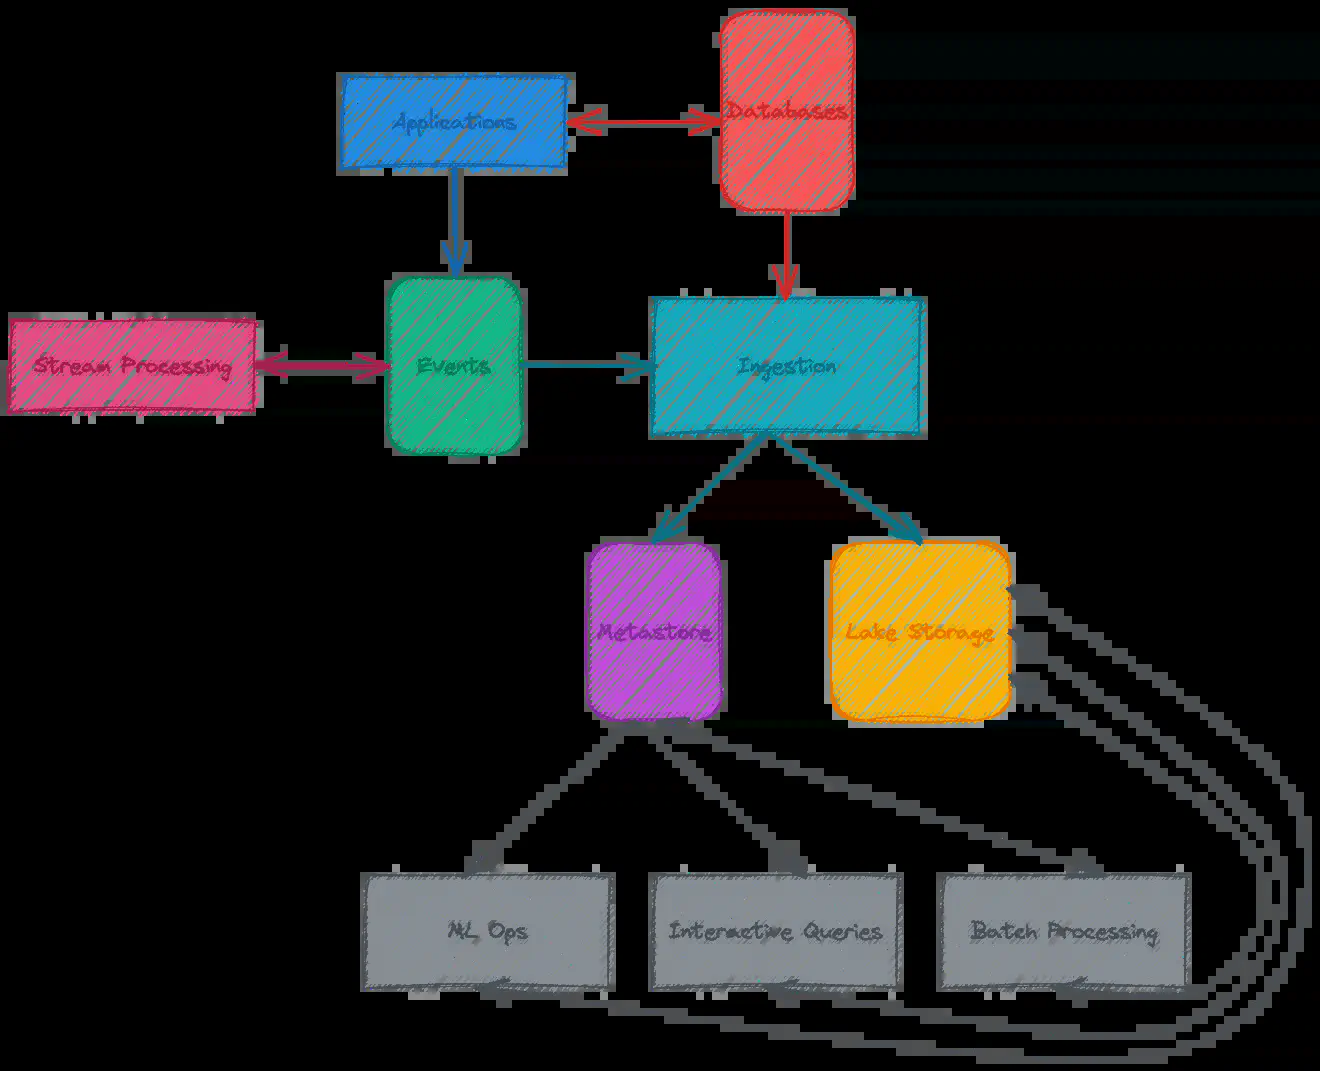 Databases
Applications
Stream Processing
Events
Ingestion
Metastore
Lake Storage
ML Ops
Interactive Queries
Batch Processing